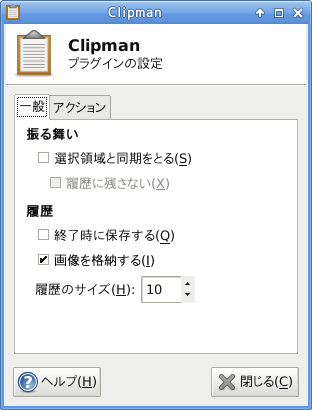 Clipman
Clipman
プラグインの設定
一般 アクション
振る舞い
選択領域と同期をとる(S)
履歴に残さない(X)
履歴
終了時に保存する(Q)
画像を格納する(I)
履歴のサイズ(H): 10
ヘルプ(H) 閉じる(C)